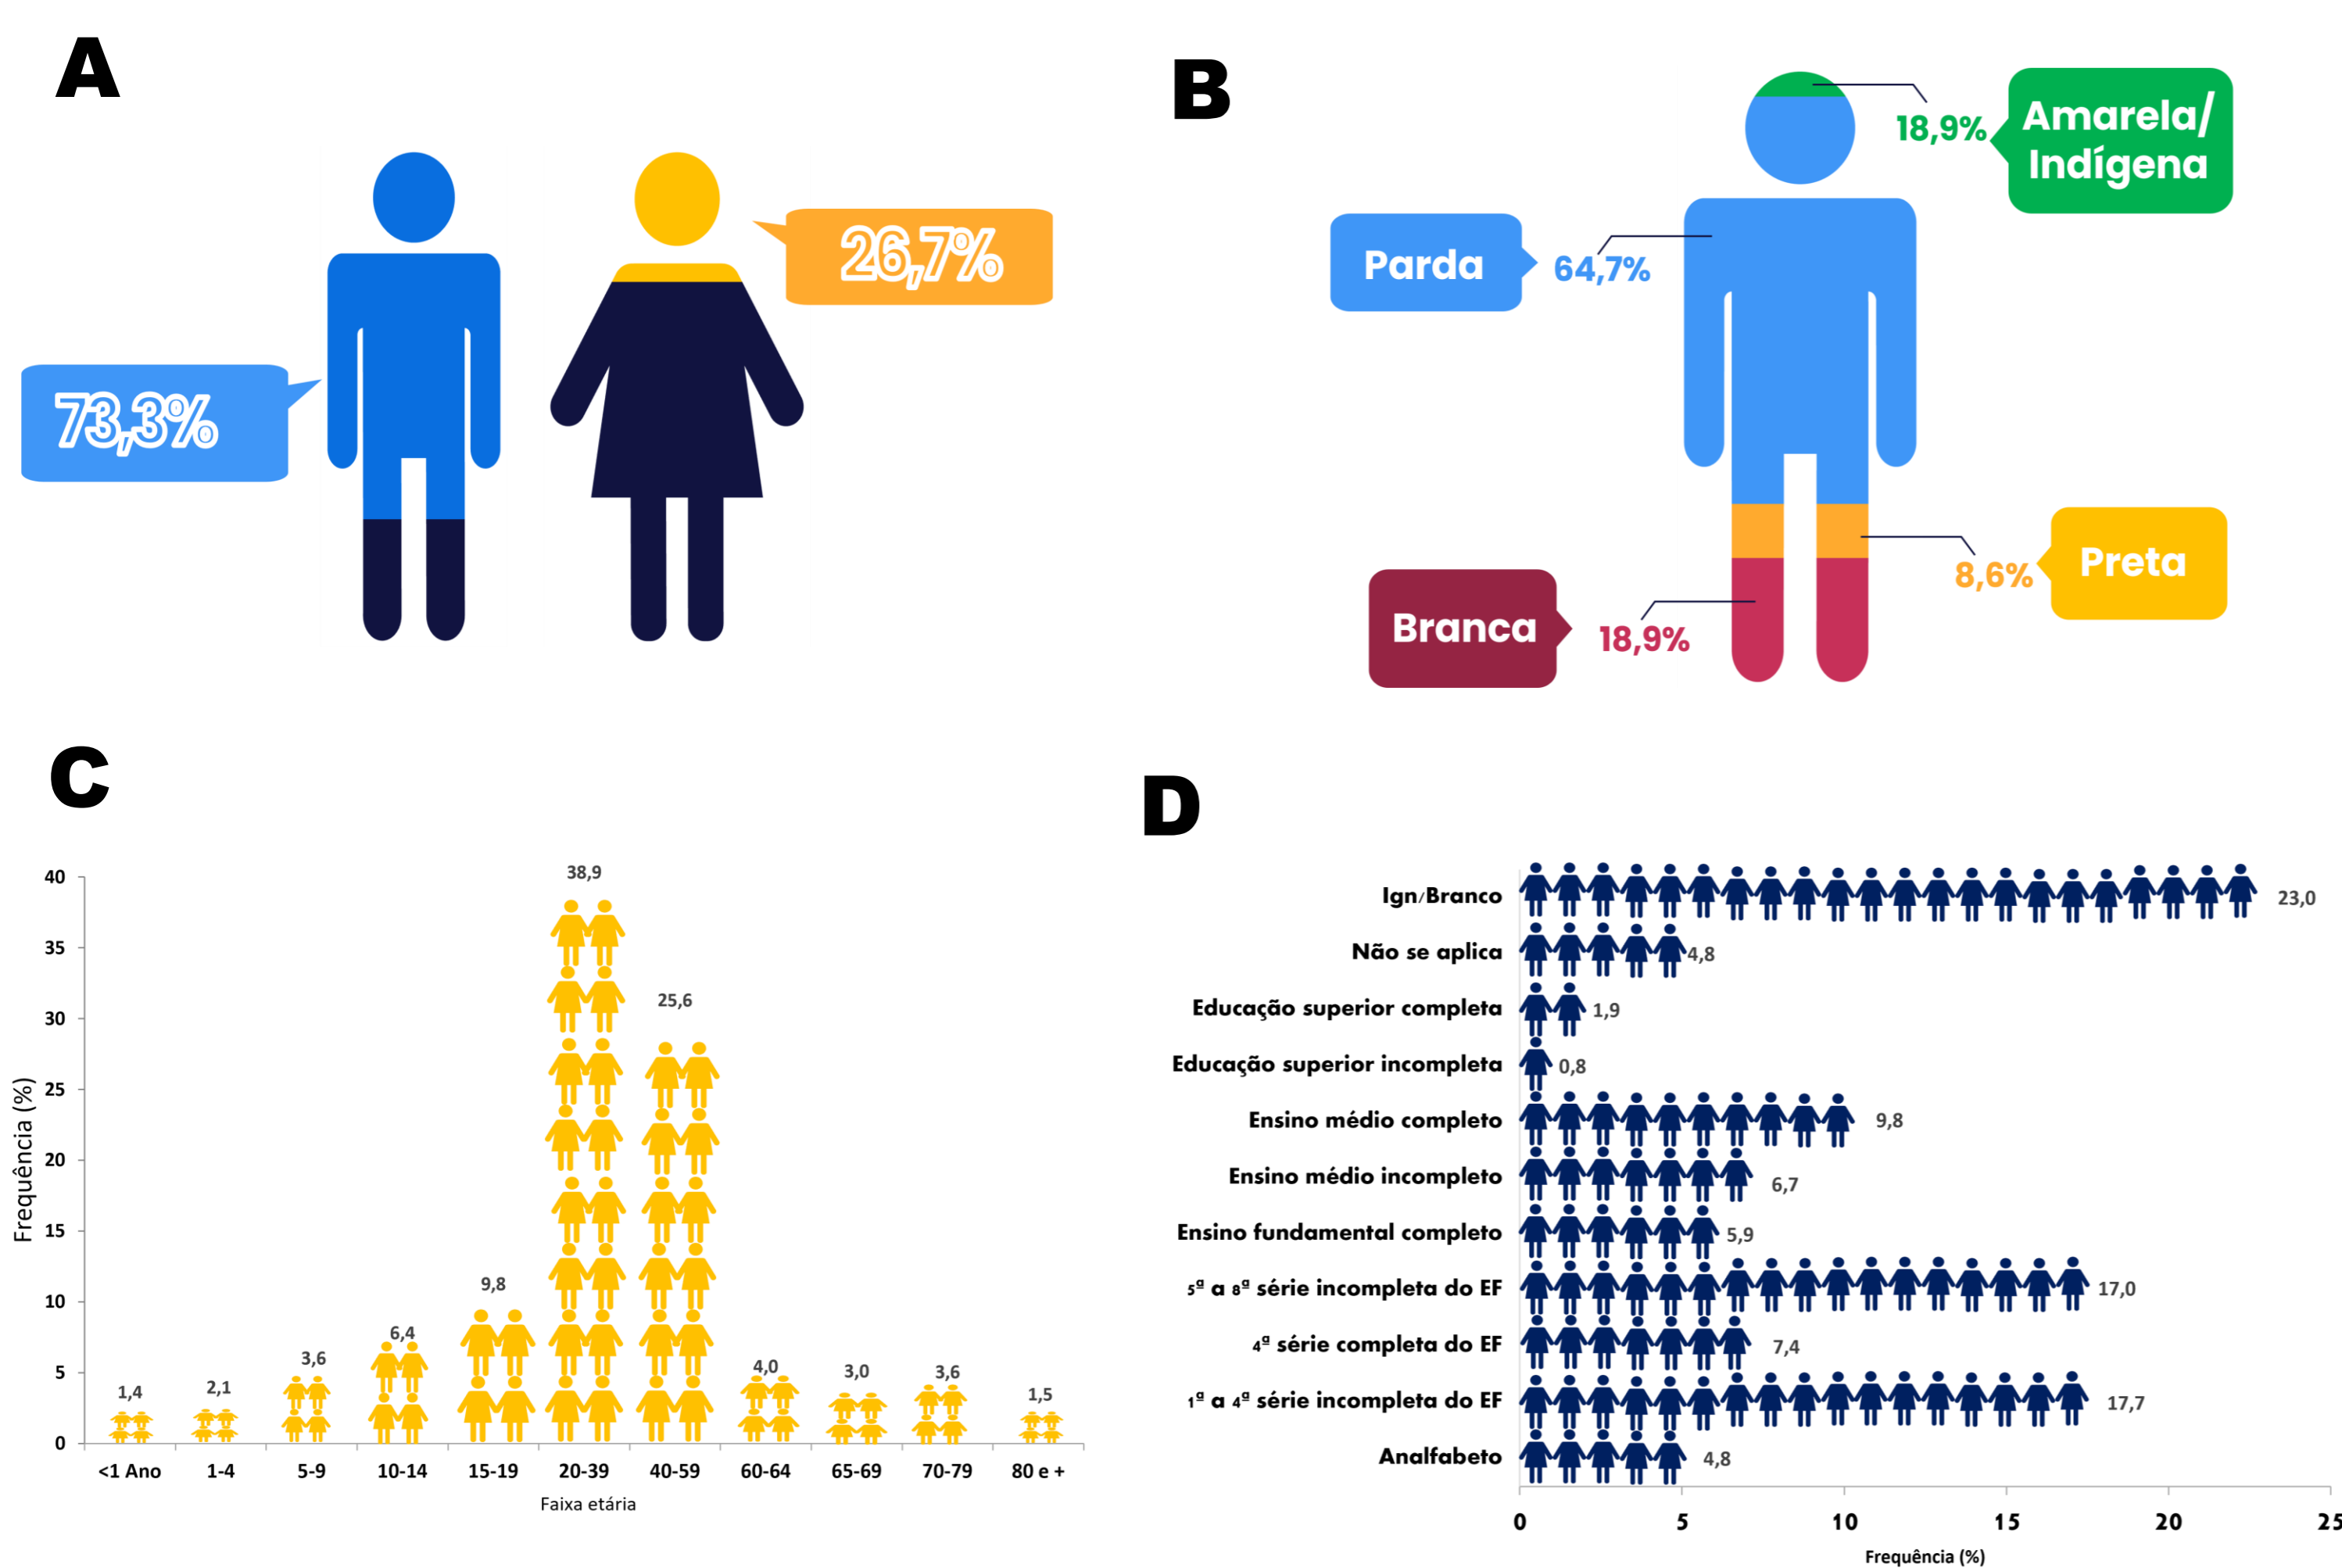 A
73,3%
26,7%
B
18,9%
Amarela/
Indígena
Parda
64,7%
Preta
8,6%
Branca
18,9%
C
Frequência (%)
40
35
30
25
20
15
10
5
0
1,4
2,1
3,6
6,4
9,8
38,9
25,6
4,0
3,0
3,6
1,5
<1 Ano
1-4
5-9
10-14
15-19
20-39
40-59
60-64
65-69
70-79
80 e +
Faixa etária
D
Ign/Branco 23,0
Não se aplica 4,8
Educação superior completa 1,9
Educação superior incompleta 0,8
Ensino médio completo 9,8
Ensino médio incompleto 6,7
Ensino fundamental completo 5,9
5ª a 8ª série incompleta do EF 17,0
4ª série completa do EF 7,4
1ª a 4ª série incompleta do EF 17,7
Analfabeto 4,8
0 5 10 15 20 25
Frequência (%)